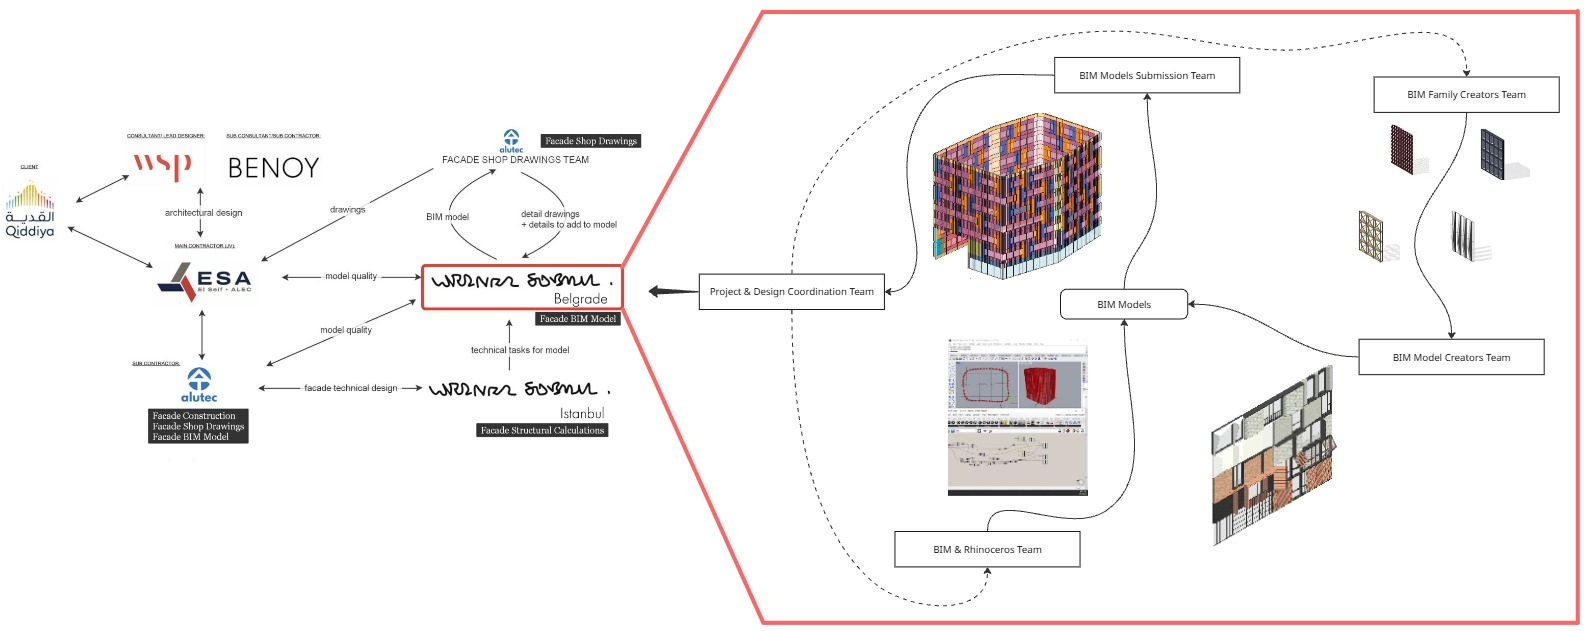 CLIENT
القدية
Qiddiya
CONSULTANT/LEAD DESIGNER:
wsp
SUB CONSULTANT/SUB CONTRACTOR:
BENOY
architectural design
MAIN CONTRACTOR (JV):
ESA
El Seif - ALEC
SUB CONTRACTOR:
alutec
Facade Construction
Facade Shop Drawings
Facade BIM Model
alutec
Facade Shop Drawings
FACADE SHOP DRAWINGS TEAM
drawings
BIM model
detail drawings
+ details to add to model
model quality
model quality
facade technical design
WERNER SOBEK .
Belgrade
Facade BIM Model
technical tasks for model
WERNER SOBEK .
Istanbul
Facade Structural Calculations
Project & Design Coordination Team
BIM Models Submission Team
BIM Family Creators Team
BIM Models
BIM Model Creators Team
BIM & Rhinoceros Team